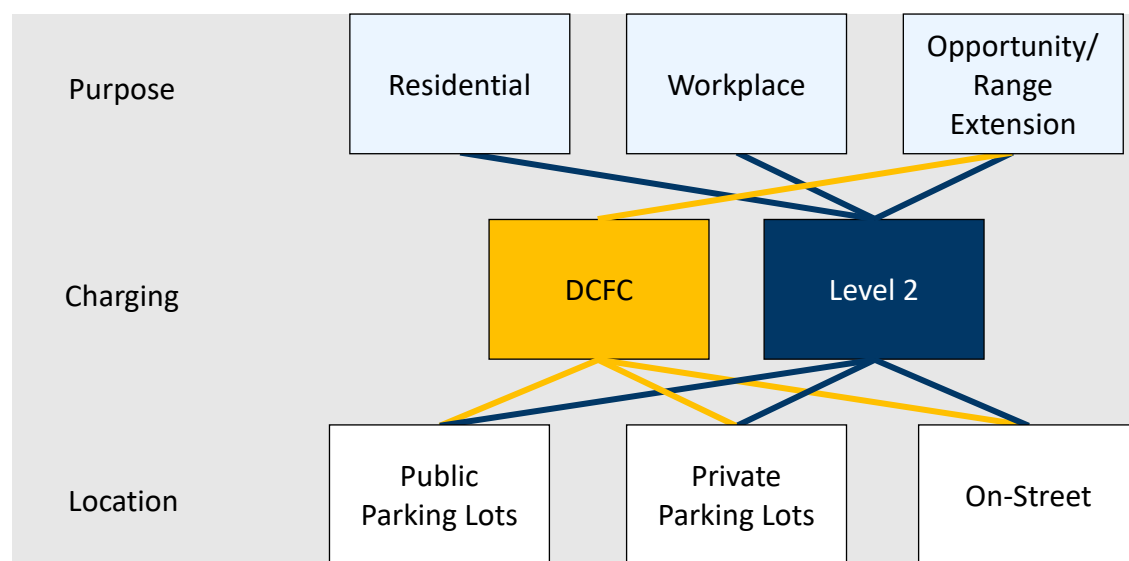 Purpose
Residential
Workplace
Opportunity/
Range
Extension
Charging
DCFC
Level 2
Location
Public
Parking Lots
Private
Parking Lots
On-Street